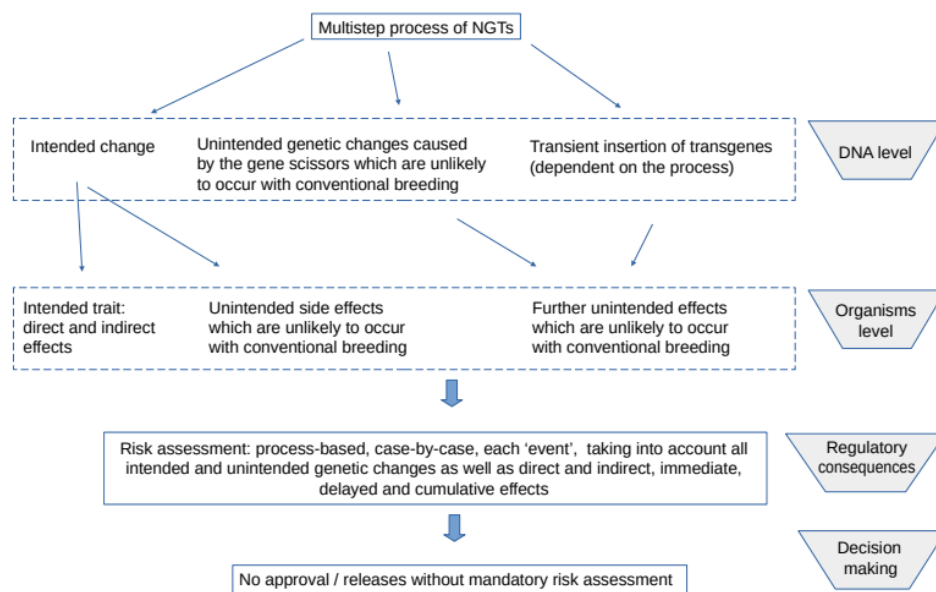 Multistep process of NGTs
Intended change
Unintended genetic changes caused
by the gene scissors which are unlikely
to occur with conventional breeding
Transient insertion of transgenes
(dependent on the process)
DNA level
Intended trait:
direct and indirect
effects
Unintended side effects
which are unlikely to occur
with conventional breeding
Further unintended effects
which are unlikely to occur
with conventional breeding
Organisms
level
Risk assessment: process-based, case-by-case, each ‘event’, taking into account all
intended and unintended genetic changes as well as direct and indirect, immediate,
delayed and cumulative effects
Regulatory
consequences
No approval / releases without mandatory risk assessment
Decision
making